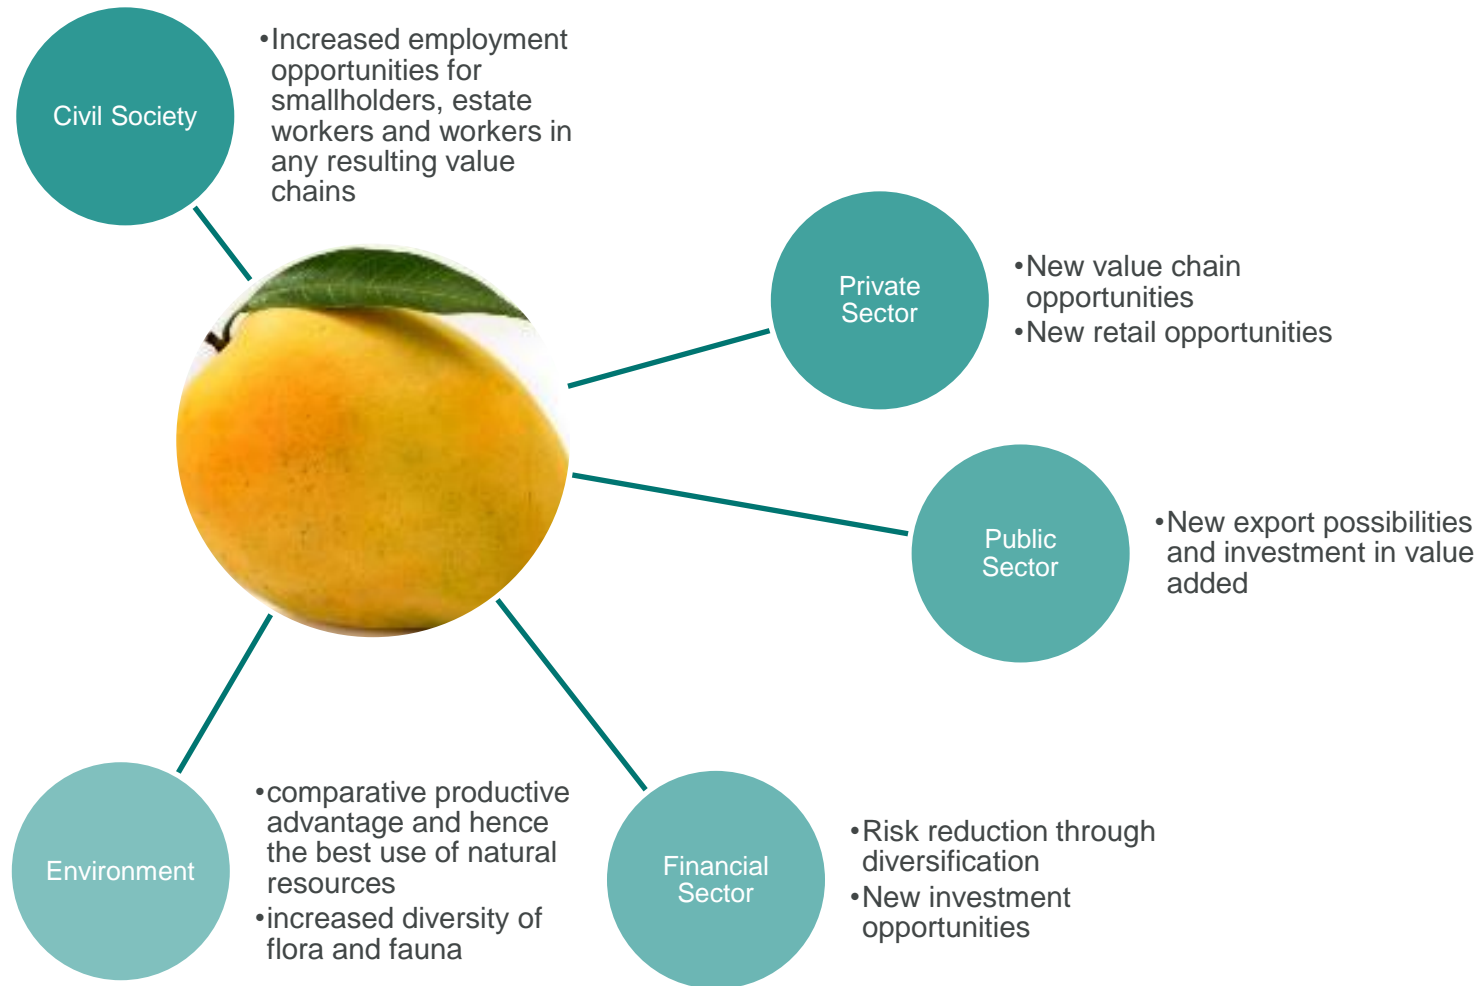 Civil Society
•Increased employment
opportunities for
smallholders, estate
workers and workers in
any resulting value
chains
Private
Sector
•New value chain
opportunities
•New retail opportunities
Public
Sector
•New export possibilities
and investment in value
added
Financial
Sector
•Risk reduction through
diversification
•New investment
opportunities
Environment
•comparative productive
advantage and hence
the best use of natural
resources
•increased diversity of
flora and fauna